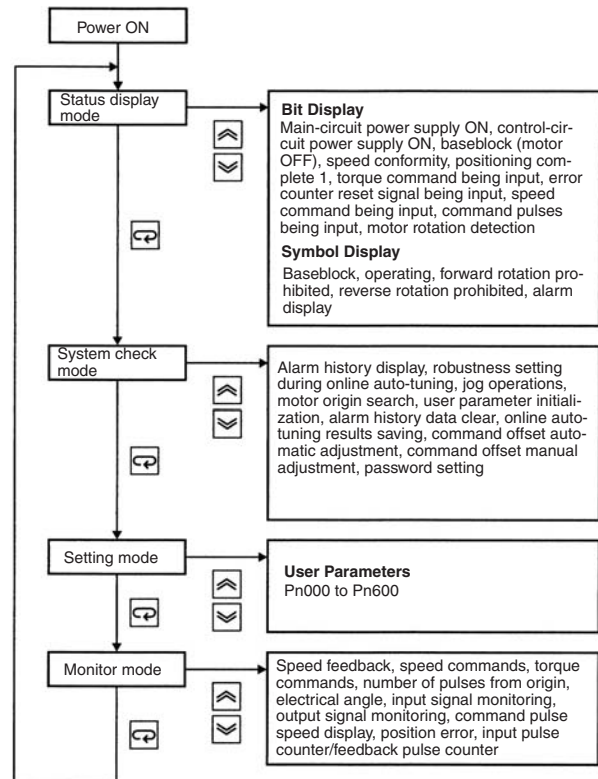 Power ON
Status display
mode
Bit Display
Main-circuit power supply ON, control-cir-
cuit power supply ON, baseblock (motor
OFF), speed conformity, positioning com-
plete 1, torque command being input, error
counter reset signal being input, speed
command being input, command pulses
being input, motor rotation detection
Symbol Display
Baseblock, operating, forward rotation pro-
hibited, reverse rotation prohibited, alarm
display
System check
mode
Alarm history display, robustness setting
during online auto-tuning, jog operations,
motor origin search, user parameter initial-
ization, alarm history data clear, online auto-
tuning results saving, command offset auto-
matic adjustment, command offset manual
adjustment, password setting
Setting mode
User Parameters
Pn000 to Pn600
Monitor mode
Speed feedback, speed commands, torque
commands, number of pulses from origin,
electrical angle, input signal monitoring,
output signal monitoring, command pulse
speed display, position error, input pulse
counter/feedback pulse counter